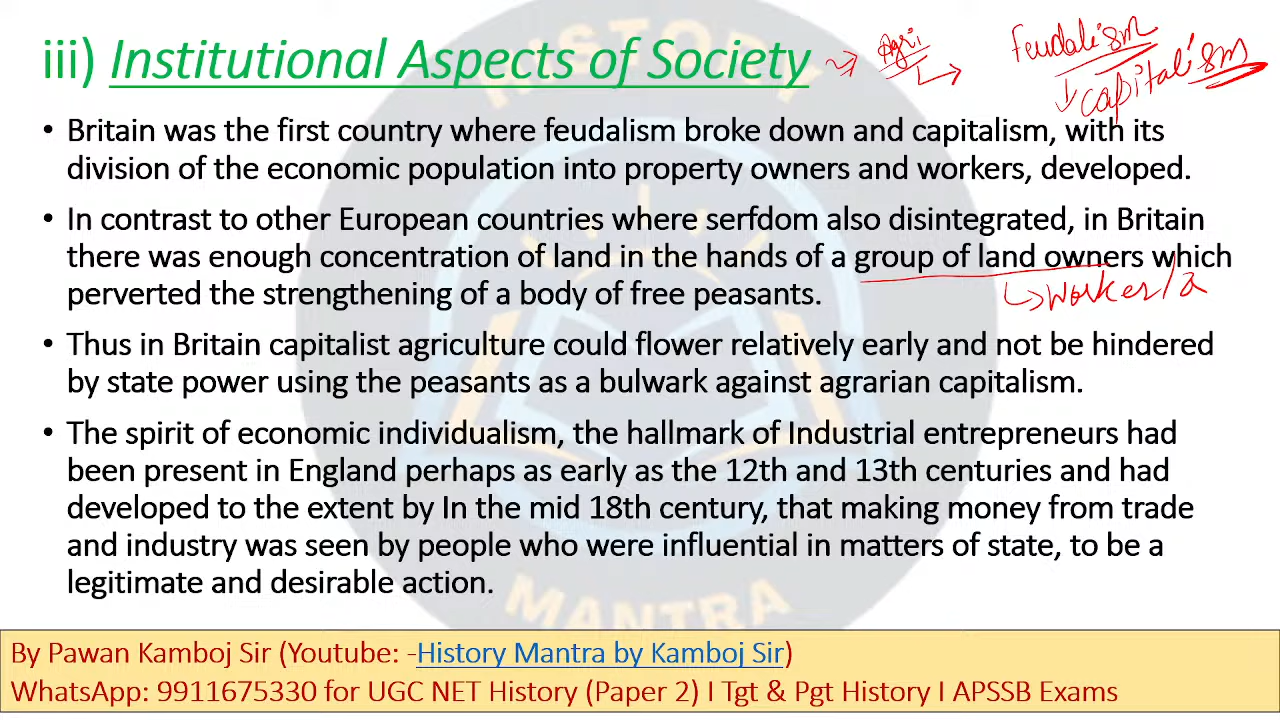 HISTORY
iii) Institutional Aspects of Society
Agri
Feudalism
capitalism
• Britain was the first country where feudalism broke down and capitalism, with its
division of the economic population into property owners and workers, developed.
• In contrast to other European countries where serfdom also disintegrated, in Britain
there was enough concentration of land in the hands of a group of land owners which
perverted the strengthening of a body of free peasants.
worker/
• Thus in Britain capitalist agriculture could flower relatively early and not be hindered
by state power using the peasants as a bulwark against agrarian capitalism.
• The spirit of economic individualism, the hallmark of Industrial entrepreneurs had
been present in England perhaps as early as the 12th and 13th centuries and had
developed to the extent by In the mid 18th century, that making money from trade
and industry was seen by people who were influential in matters of state, to be a
legitimate and desirable action.
MANTRA
By Pawan Kamboj Sir (Youtube: -History Mantra by Kamboj Sir)
WhatsApp: 9911675330 for UGC NET History (Paper 2) I Tgt & Pgt History I APSSB Exams